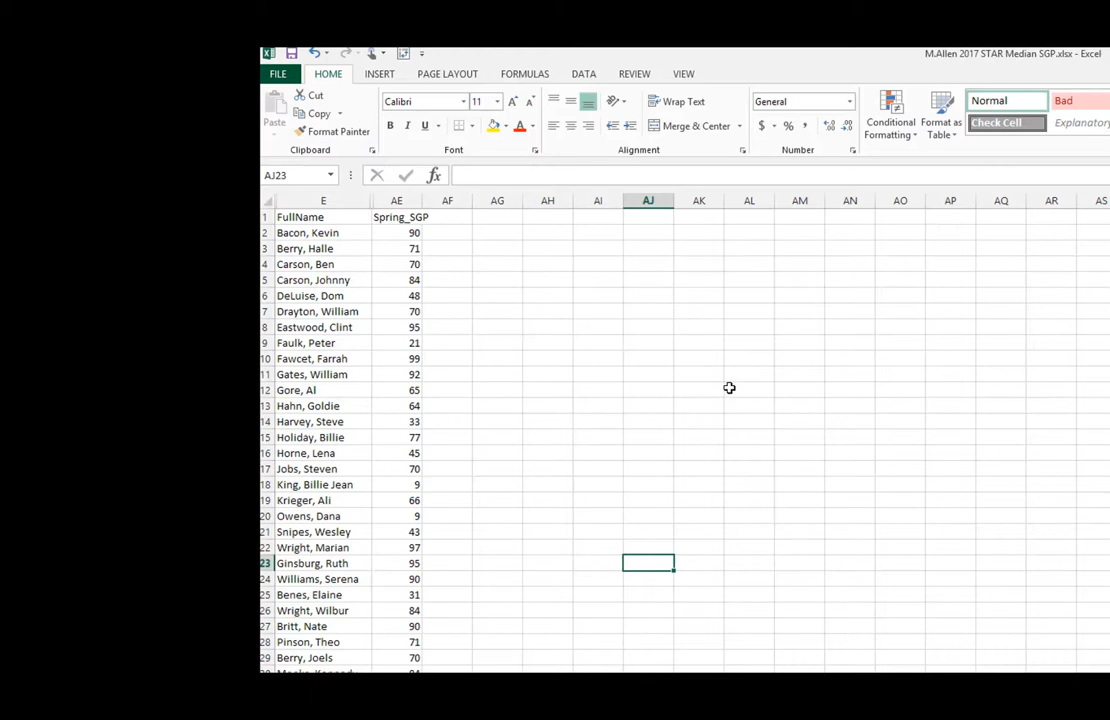 M.Allen 2017 STAR Median SGP.xlsx - Excel
FILE HOME INSERT PAGE LAYOUT FORMULAS DATA REVIEW VIEW
Paste Cut Copy Format Painter
Calibri 11
B I U A
Wrap Text
Merge & Center
General
$ % ,
Conditional Formatting
Format as Table
Normal Bad
Check Cell Explanatory
Clipboard Font Alignment Number
AJ23 fx
E AE AF AG AH AI AJ AK AL AM AN AO AP AQ AR AS
1 FullName Spring_SGP
2 Bacon, Kevin 90
3 Berry, Halle 71
4 Carson, Ben 70
5 Carson, Johnny 84
6 DeLuise, Dom 48
7 Drayton, William 70
8 Eastwood, Clint 95
9 Faulk, Peter 21
10 Fawcet, Farrah 99
11 Gates, William 92
12 Gore, Al 65
13 Hahn, Goldie 64
14 Harvey, Steve 33
15 Holiday, Billie 77
16 Horne, Lena 45
17 Jobs, Steven 70
18 King, Billie Jean 9
19 Krieger, Ali 66
20 Owens, Dana 9
21 Snipes, Wesley 43
22 Wright, Marian 97
23 Ginsburg, Ruth 95
24 Williams, Serena 90
25 Benes, Elaine 31
26 Wright, Wilbur 84
27 Britt, Nate 90
28 Pinson, Theo 71
29 Berry, Joels 70